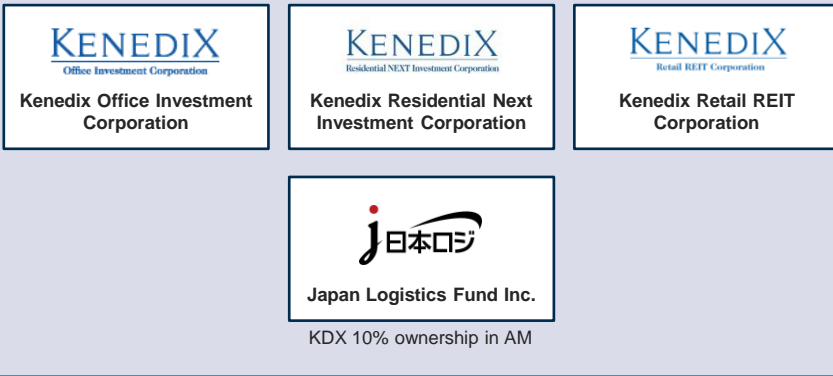 KENEDIX
Office Investment Corporation
Kenedix Office Investment
Corporation
KENEDIX
Residential NEXT Investment Corporation
Kenedix Residential Next
Investment Corporation
KENEDIX
Retail REIT Corporation
Kenedix Retail REIT
Corporation
j日本ロジ
Japan Logistics Fund Inc.
KDX 10% ownership in AM